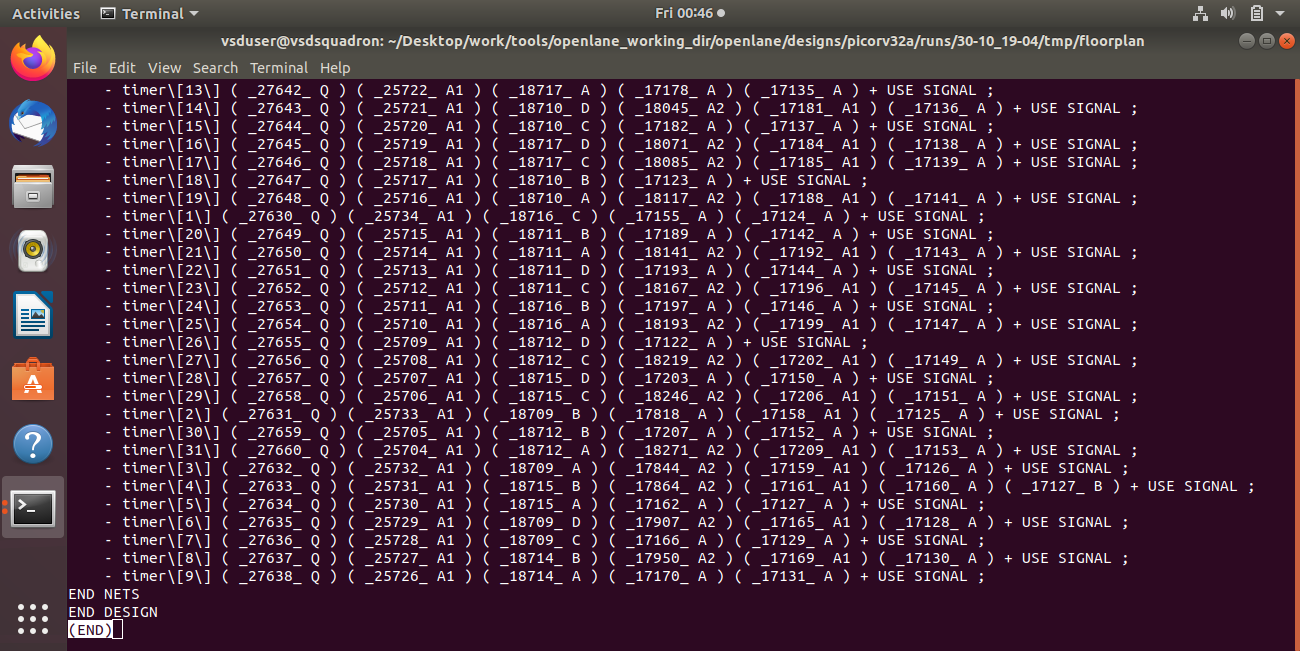 Activities Terminal Fri 00:46
vsduser@vsdsquadron: ~/Desktop/work/tools/openlane_working_dir/openlane/designs/picorv32a/runs/30-10_19-04/tmp/floorplan
File Edit View Search Terminal Help
- timer\[13\] ( _27642_ Q ) ( _25722_ A1 ) ( _18717_ A ) ( _17178_ A ) ( _17135_ A ) + USE SIGNAL ;
- timer\[14\] ( _27643_ Q ) ( _25721_ A1 ) ( _18710_ D ) ( _18045_ A2 ) ( _17181_ A1 ) ( _17136_ A ) + USE SIGNAL ;
- timer\[15\] ( _27644_ Q ) ( _25720_ A1 ) ( _18710_ C ) ( _17182_ A ) ( _17137_ A ) + USE SIGNAL ;
- timer\[16\] ( _27645_ Q ) ( _25719_ A1 ) ( _18717_ D ) ( _18071_ A2 ) ( _17184_ A1 ) ( _17138_ A ) + USE SIGNAL ;
- timer\[17\] ( _27646_ Q ) ( _25718_ A1 ) ( _18717_ C ) ( _18085_ A2 ) ( _17185_ A1 ) ( _17139_ A ) + USE SIGNAL ;
- timer\[18\] ( _27647_ Q ) ( _25717_ A1 ) ( _18710_ B ) ( _17123_ A ) + USE SIGNAL ;
- timer\[19\] ( _27648_ Q ) ( _25716_ A1 ) ( _18710_ A ) ( _18117_ A2 ) ( _17188_ A1 ) ( _17141_ A ) + USE SIGNAL ;
- timer\[1\] ( _27630_ Q ) ( _25734_ A1 ) ( _18716_ C ) ( _17155_ A ) ( _17124_ A ) + USE SIGNAL ;
- timer\[20\] ( _27649_ Q ) ( _25715_ A1 ) ( _18711_ B ) ( _17189_ A ) ( _17142_ A ) + USE SIGNAL ;
- timer\[21\] ( _27650_ Q ) ( _25714_ A1 ) ( _18711_ A ) ( _18141_ A2 ) ( _17192_ A1 ) ( _17143_ A ) + USE SIGNAL ;
- timer\[22\] ( _27651_ Q ) ( _25713_ A1 ) ( _18711_ D ) ( _17193_ A ) ( _17144_ A ) + USE SIGNAL ;
- timer\[23\] ( _27652_ Q ) ( _25712_ A1 ) ( _18711_ C ) ( _18167_ A2 ) ( _17196_ A1 ) ( _17145_ A ) + USE SIGNAL ;
- timer\[24\] ( _27653_ Q ) ( _25711_ A1 ) ( _18716_ B ) ( _17197_ A ) ( _17146_ A ) + USE SIGNAL ;
- timer\[25\] ( _27654_ Q ) ( _25710_ A1 ) ( _18716_ A ) ( _18193_ A2 ) ( _17199_ A1 ) ( _17147_ A ) + USE SIGNAL ;
- timer\[26\] ( _27655_ Q ) ( _25709_ A1 ) ( _18712_ D ) ( _17122_ A ) + USE SIGNAL ;
- timer\[27\] ( _27656_ Q ) ( _25708_ A1 ) ( _18712_ C ) ( _18219_ A2 ) ( _17202_ A1 ) ( _17149_ A ) + USE SIGNAL ;
- timer\[28\] ( _27657_ Q ) ( _25707_ A1 ) ( _18715_ D ) ( _17203_ A ) ( _17150_ A ) + USE SIGNAL ;
- timer\[29\] ( _27658_ Q ) ( _25706_ A1 ) ( _18715_ C ) ( _18246_ A2 ) ( _17206_ A1 ) ( _17151_ A ) + USE SIGNAL ;
- timer\[2\] ( _27631_ Q ) ( _25733_ A1 ) ( _18709_ B ) ( _17818_ A ) ( _17158_ A1 ) ( _17125_ A ) + USE SIGNAL ;
- timer\[30\] ( _27659_ Q ) ( _25705_ A1 ) ( _18712_ B ) ( _17207_ A ) ( _17152_ A ) + USE SIGNAL ;
- timer\[31\] ( _27660_ Q ) ( _25704_ A1 ) ( _18712_ A ) ( _18271_ A2 ) ( _17209_ A1 ) ( _17153_ A ) + USE SIGNAL ;
- timer\[3\] ( _27632_ Q ) ( _25732_ A1 ) ( _18709_ A ) ( _17844_ A2 ) ( _17159_ A1 ) ( _17126_ A ) + USE SIGNAL ;
- timer\[4\] ( _27633_ Q ) ( _25731_ A1 ) ( _18715_ B ) ( _17864_ A2 ) ( _17161_ A1 ) ( _17160_ A ) ( _17127_ B ) + USE SIGNAL ;
- timer\[5\] ( _27634_ Q ) ( _25730_ A1 ) ( _18715_ A ) ( _17162_ A ) ( _17127_ A ) + USE SIGNAL ;
- timer\[6\] ( _27635_ Q ) ( _25729_ A1 ) ( _18709_ D ) ( _17907_ A2 ) ( _17165_ A1 ) ( _17128_ A ) + USE SIGNAL ;
- timer\[7\] ( _27636_ Q ) ( _25728_ A1 ) ( _18709_ C ) ( _17166_ A ) ( _17129_ A ) + USE SIGNAL ;
- timer\[8\] ( _27637_ Q ) ( _25727_ A1 ) ( _18714_ B ) ( _17950_ A2 ) ( _17169_ A1 ) ( _17130_ A ) + USE SIGNAL ;
- timer\[9\] ( _27638_ Q ) ( _25726_ A1 ) ( _18714_ A ) ( _17170_ A ) ( _17131_ A ) + USE SIGNAL ;
END NETS
END DESIGN
(END)